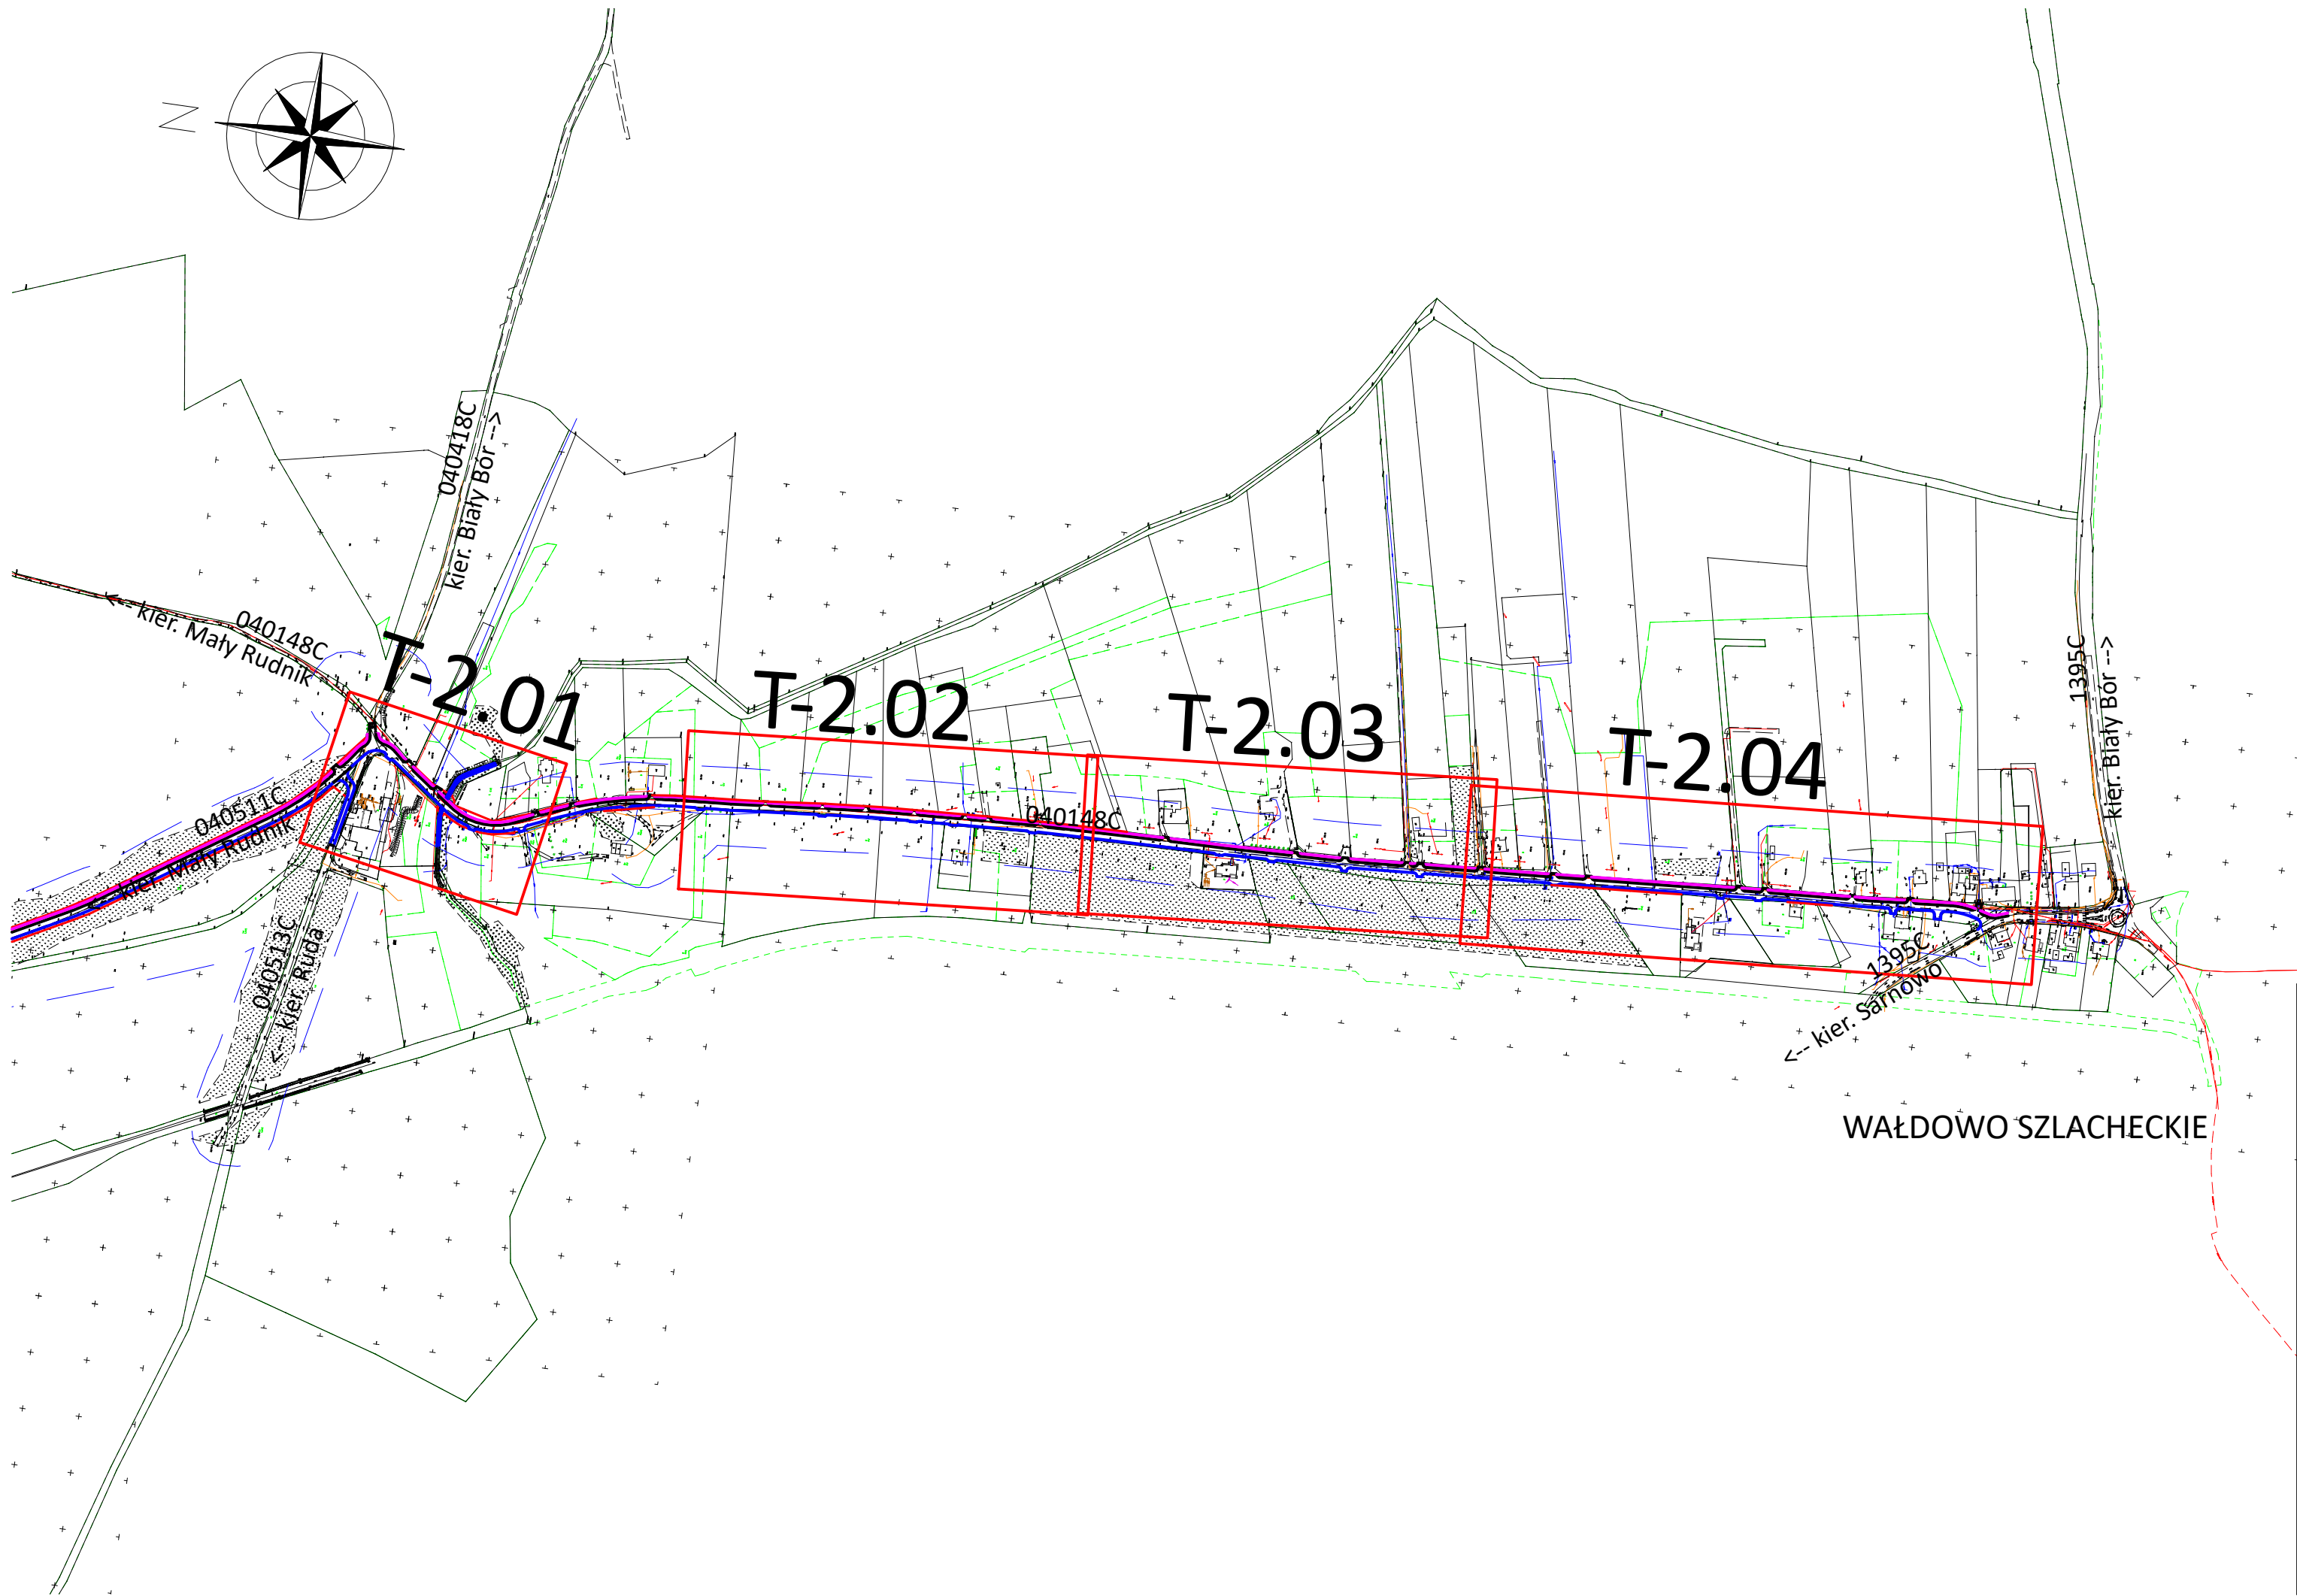 N
040418C
kier. Biały Bór -->
<-- kier. Mały Rudnik
040148C
T-2.01
T-2.02
T-2.03
T-2.04
1395C
kier. Biały Bór -->
040511C
kier. Mały Rudnik
040148C
040513C
<-- kier. Ruda
1395C
<-- kier. Sarnowo
WAŁDOWO SZLACHECKIE